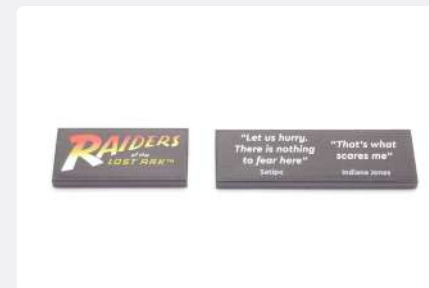 RAIDERS
of the
LOST ARK™
"Let us hurry.
There is nothing
to fear here"
Satipo
"That's what
scares me"
Indiana Jones